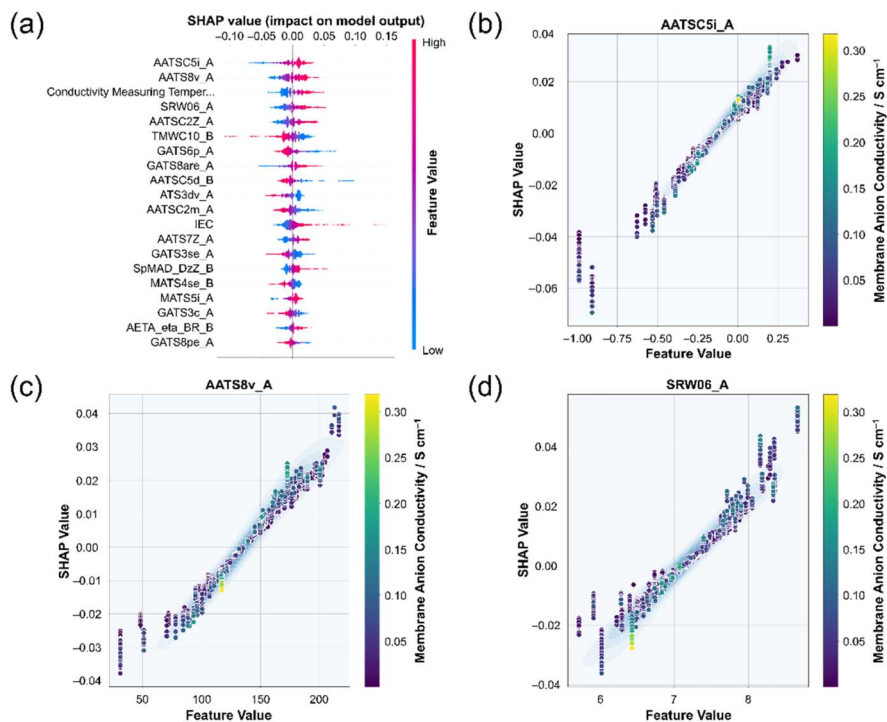 (a)
SHAP value (impact on model output)
−0.10 −0.05 0.00 0.05 0.10 0.15
High
AATSC5i_A
AATS8v_A
Conductivity Measuring Temper...
SRW06_A
AATSC2Z_A
TMWC10_B
GATS6p_A
GATS8are_A
AATSC5d_B
ATS3dv_A
AATSC2m_A
IEC
AATS7Z_A
GATS3se_A
SpMAD_DzZ_B
MATS4se_B
MATS5i_A
GATS3c_A
AETA_eta_BR_B
GATS8pe_A
Feature Value
Low
(b)
AATSC5i_A
SHAP Value
0.04
0.02
0.00
−0.02
−0.04
−0.06
−1.00 −0.75 −0.50 −0.25 0.00 0.25
Feature Value
0.30
0.25
0.20
0.15
0.10
0.05
Membrane Anion Conductivity / S cm⁻¹
(c)
AATS8v_A
SHAP Value
0.04
0.03
0.02
0.01
0.00
−0.01
−0.02
−0.03
−0.04
50 100 150 200
Feature Value
0.30
0.25
0.20
0.15
0.10
0.05
Membrane Anion Conductivity / S cm⁻¹
(d)
SRW06_A
SHAP Value
0.04
0.02
0.00
−0.02
−0.04
6 7 8
Feature Value
0.30
0.25
0.20
0.15
0.10
0.05
Membrane Anion Conductivity / S cm⁻¹